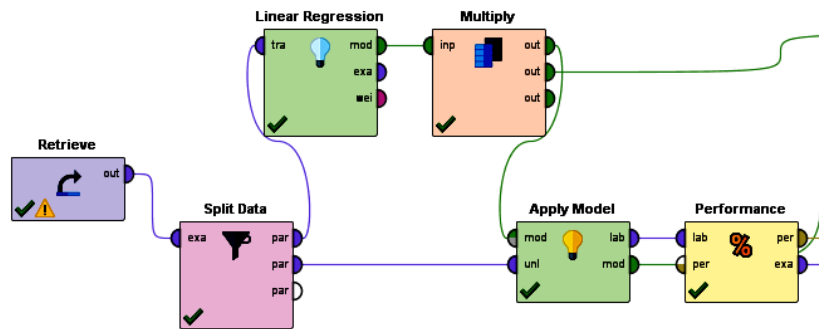 Linear Regression
tra
mod
exa
wei
Multiply
inp
out
out
out
Retrieve
out
Split Data
exa
par
par
par
Apply Model
mod
lab
unl
mod
Performance
lab
per
per
exa
%